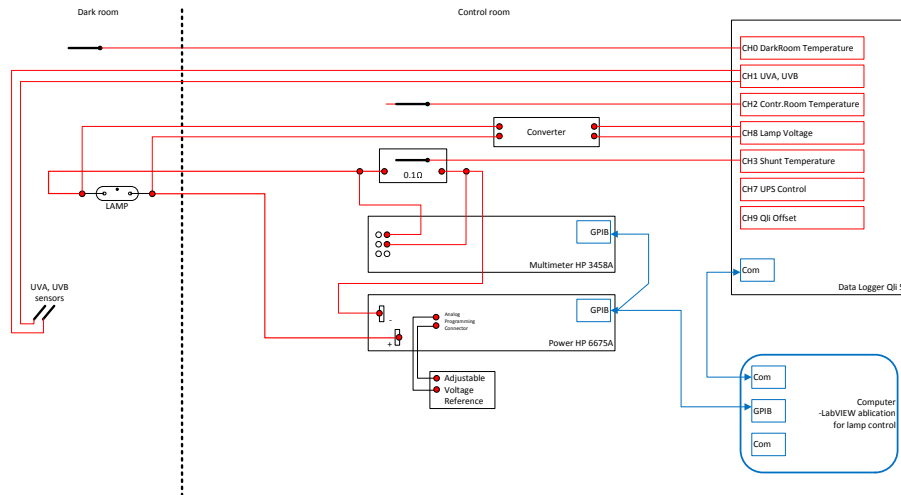 Dark room
Control room
CH0 DarkRoom Temperature
CH1 UVA, UVB
CH2 Contr.Room Temperature
Converter
CH8 Lamp Voltage
CH3 Shunt Temperature
0.1Ω
CH7 UPS Control
LAMP
CH9 Qli Offset
GPIB
Multimeter HP 3458A
Com
Data Logger Qli 5
UVA, UVB
sensors
GPIB
-
+
Analog
Programming
Connector
Power HP 6675A
Adjustable
Voltage
Reference
Com
GPIB
Com
Computer
-LabVIEW ablication
for lamp control